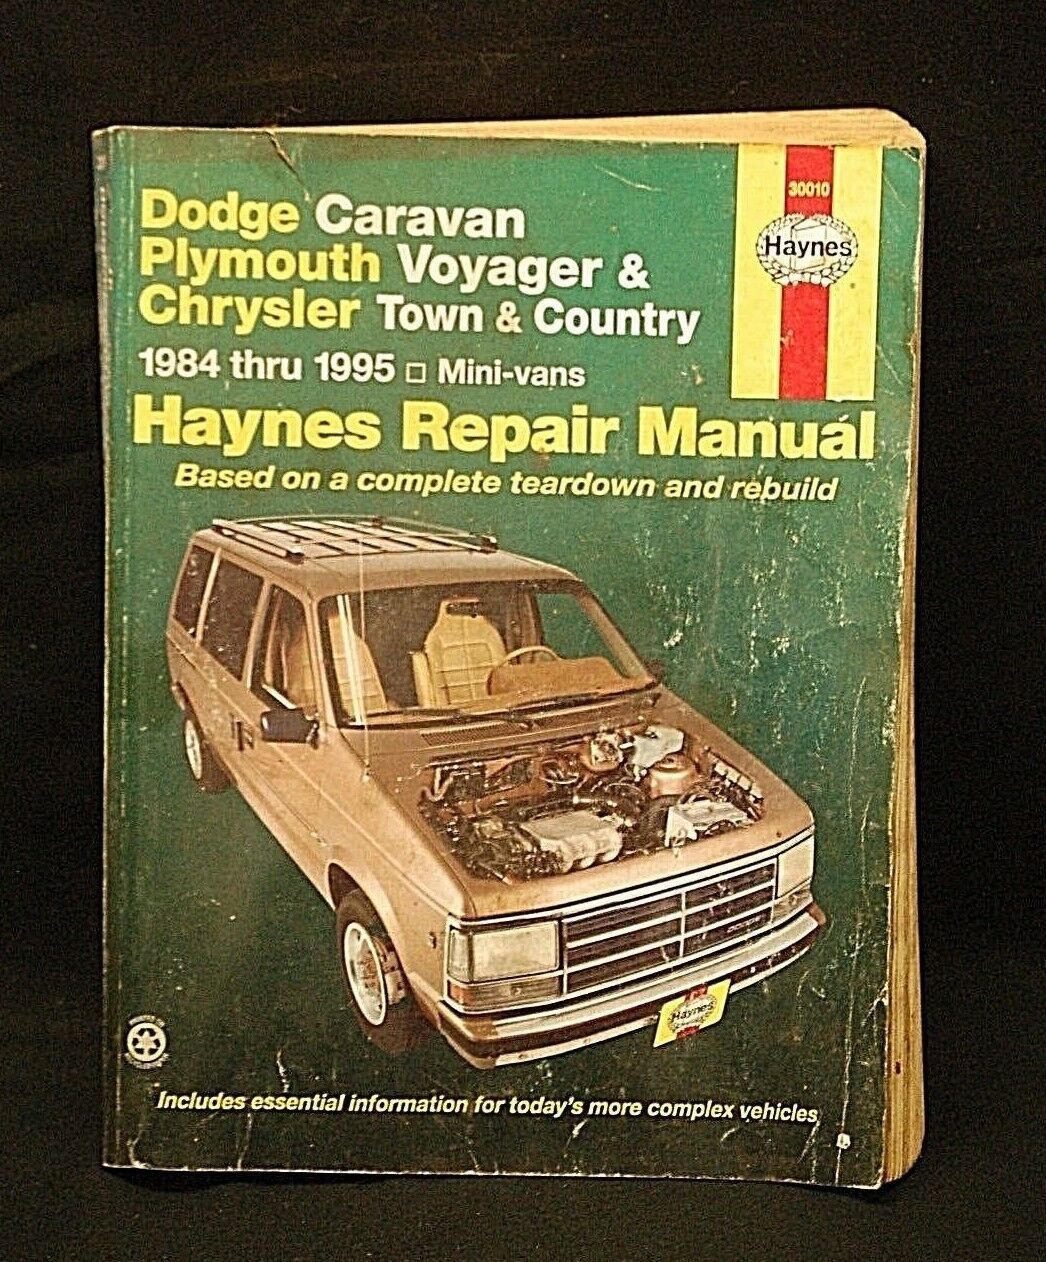 30010
Haynes
Dodge Caravan
Plymouth Voyager &
Chrysler Town & Country
1984 thru 1995 □ Mini-vans
Haynes Repair Manual
Based on a complete teardown and rebuild
DODGE
Haynes
Includes essential information for today's more complex vehicles